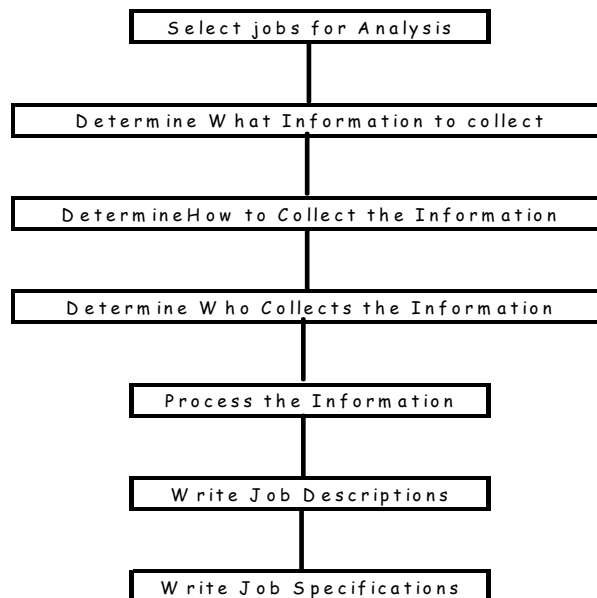 Select jobs for Analysis
Determine What Information to collect
DetermineHow to Collect the Information
Determine Who Collects the Information
Process the Information
Write Job Descriptions
Write Job Specifications